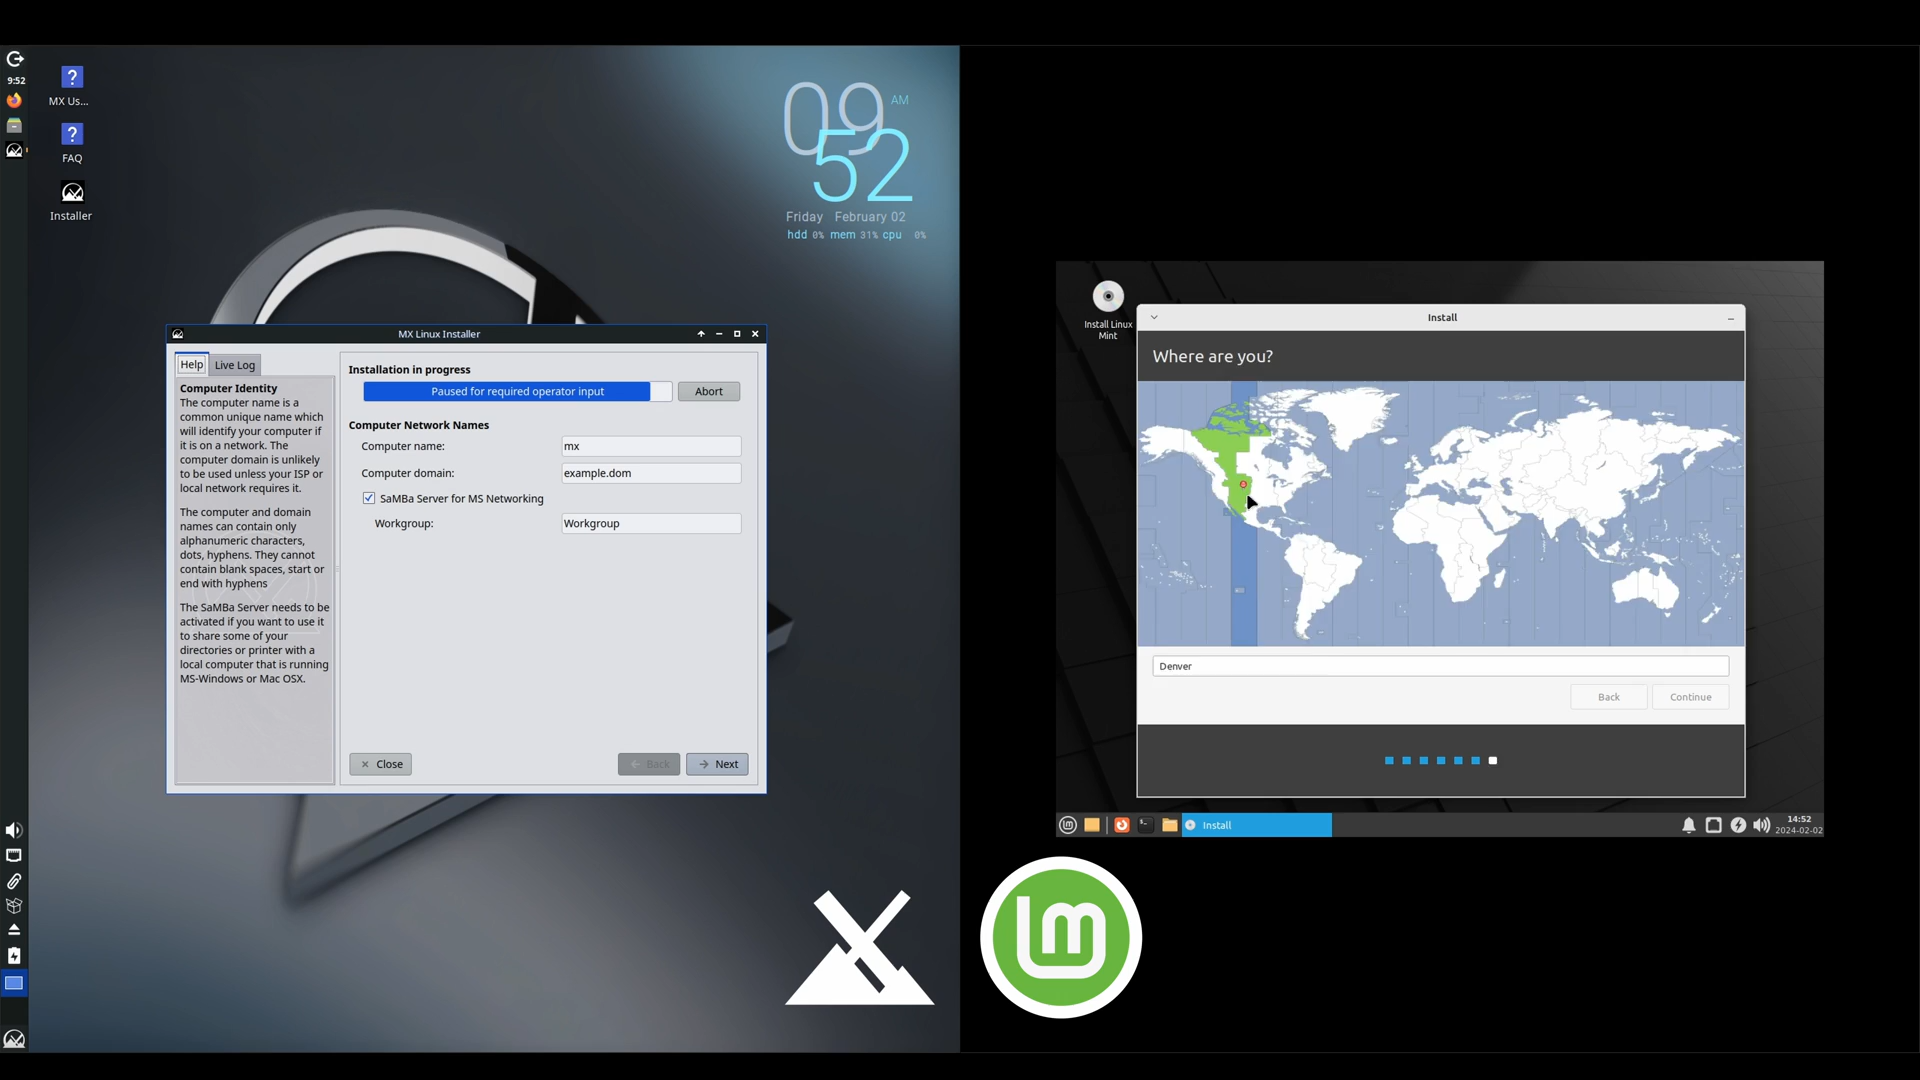 9:52
MX Us...
FAQ
Installer
09 AM
52
Friday February 02
hdd 0% mem 31% cpu 0%
MX Linux Installer
Help
Live Log
Computer Identity
The computer name is a
common unique name which
will identify your computer if
it is on a network. The
computer domain is unlikely
to be used unless your ISP or
local network requires it.
The computer and domain
names can contain only
alphanumeric characters,
dots, hyphens. They cannot
contain blank spaces, start or
end with hyphens
The SaMBa Server needs to be
activated if you want to use it
to share some of your
directories or printer with a
local computer that is running
MS-Windows or Mac OSX.
Installation in progress
Paused for required operator input
Abort
Computer Network Names
Computer name: mx
Computer domain: example.dom
SaMBa Server for MS Networking
Workgroup: Workgroup
Close
Back
Next
Install Linux
Mint
Install
Where are you?
Denver
Back
Continue
Install
14:52
2024-02-02
lm